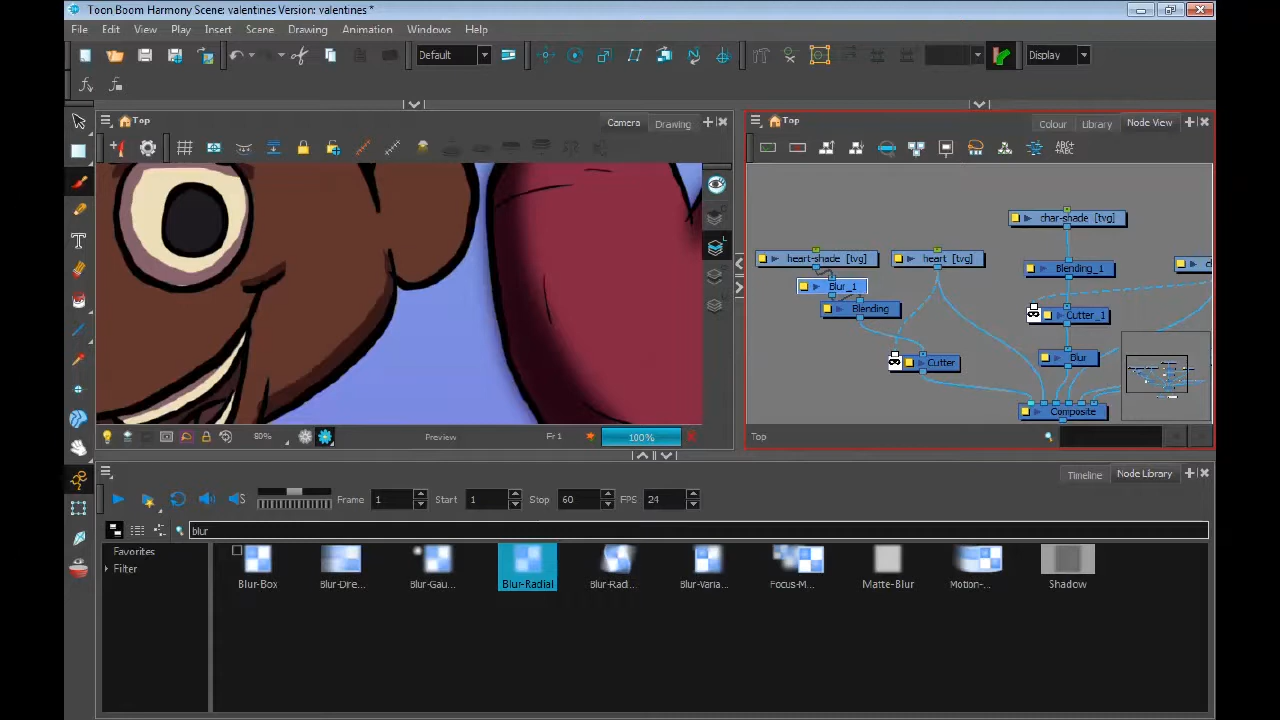 Toon Boom Harmony Scene: valentines Version: valentines *
File Edit View Play Insert Scene Drawing Animation Windows Help
Default
Display
Top
Camera
Drawing
Top
Colour
Library
Node View
ABC+
+ABC
char-shade [tvg]
heart-shade [tvg]
heart [tvg]
Blending_1
Blur_1
Blending
Cutter_1
Blur
Cutter
Composite
80%
Preview
Fr 1
100%
Top
Timeline
Node Library
Frame 1 Start 1 Stop 60 FPS 24
blur
Favorites
Filter
Blur-Box
Blur-Dire...
Blur-Gau...
Blur-Radial
Blur-Radi...
Blur-Varia...
Focus-M...
Matte-Blur
Motion-...
Shadow